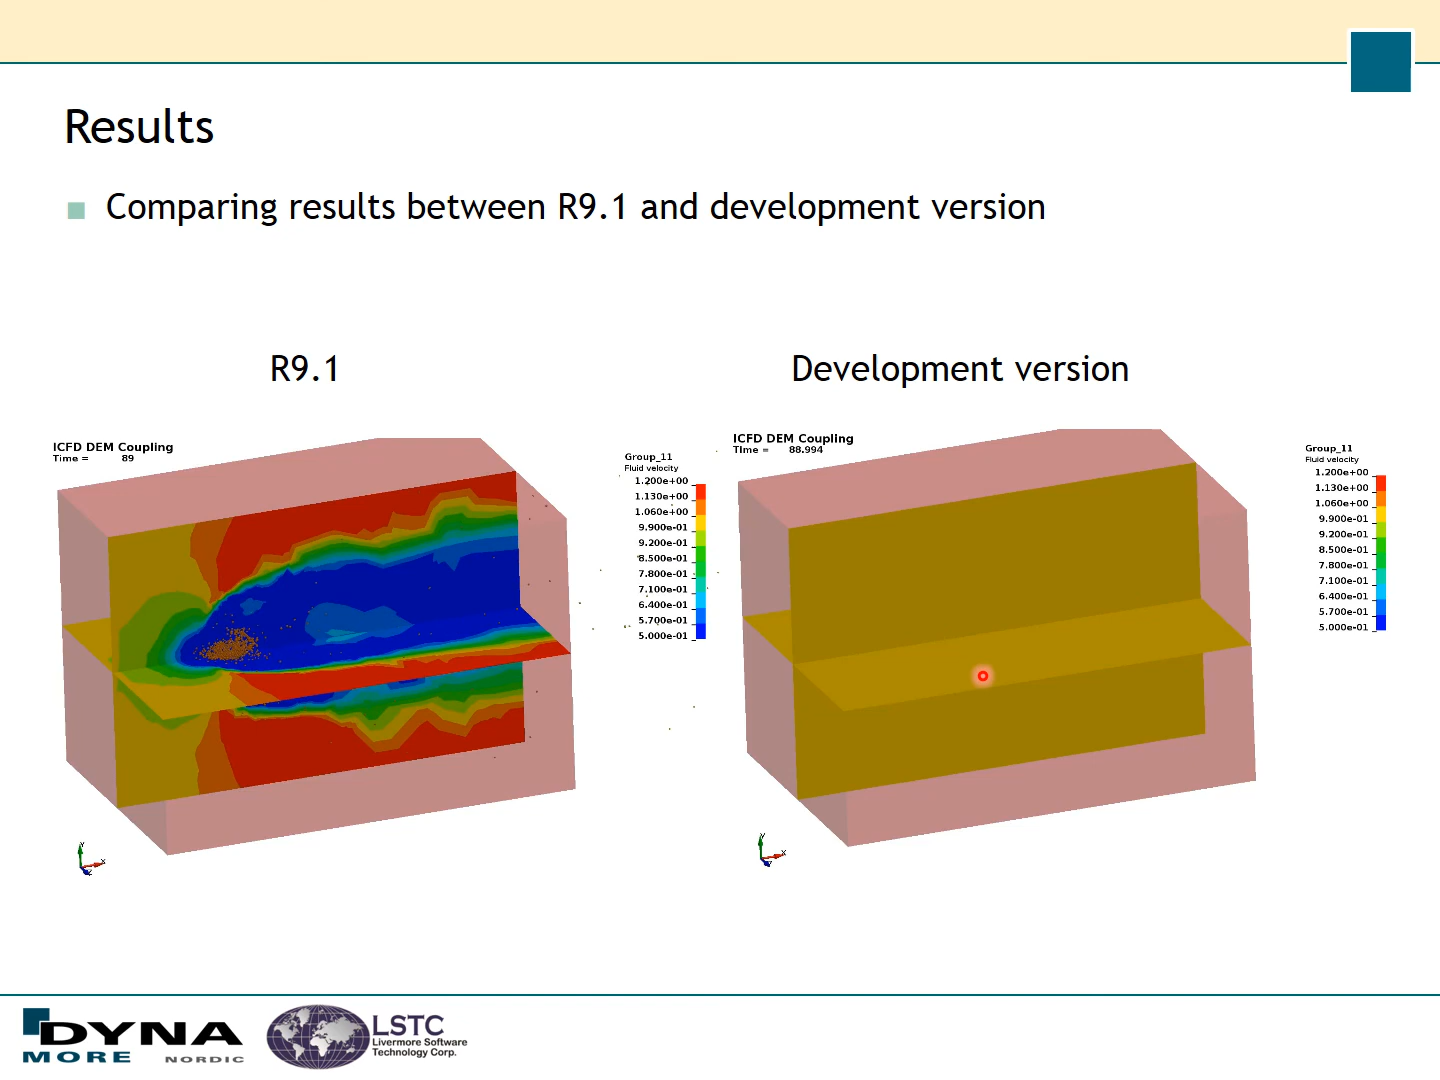 Results
Comparing results between R9.1 and development version
R9.1
Development version
ICFD DEM Coupling
Time = 89
Group_11
Fluid velocity
1.200e+00
1.130e+00
1.060e+00
9.900e-01
9.200e-01
8.500e-01
7.800e-01
7.100e-01
6.400e-01
5.700e-01
5.000e-01
Y
X
Z
ICFD DEM Coupling
Time = 88.994
Group_11
Fluid velocity
1.200e+00
1.130e+00
1.060e+00
9.900e-01
9.200e-01
8.500e-01
7.800e-01
7.100e-01
6.400e-01
5.700e-01
5.000e-01
Y
X
Z
DYNA
MORE NORDIC
LSTC
Livermore Software
Technology Corp.